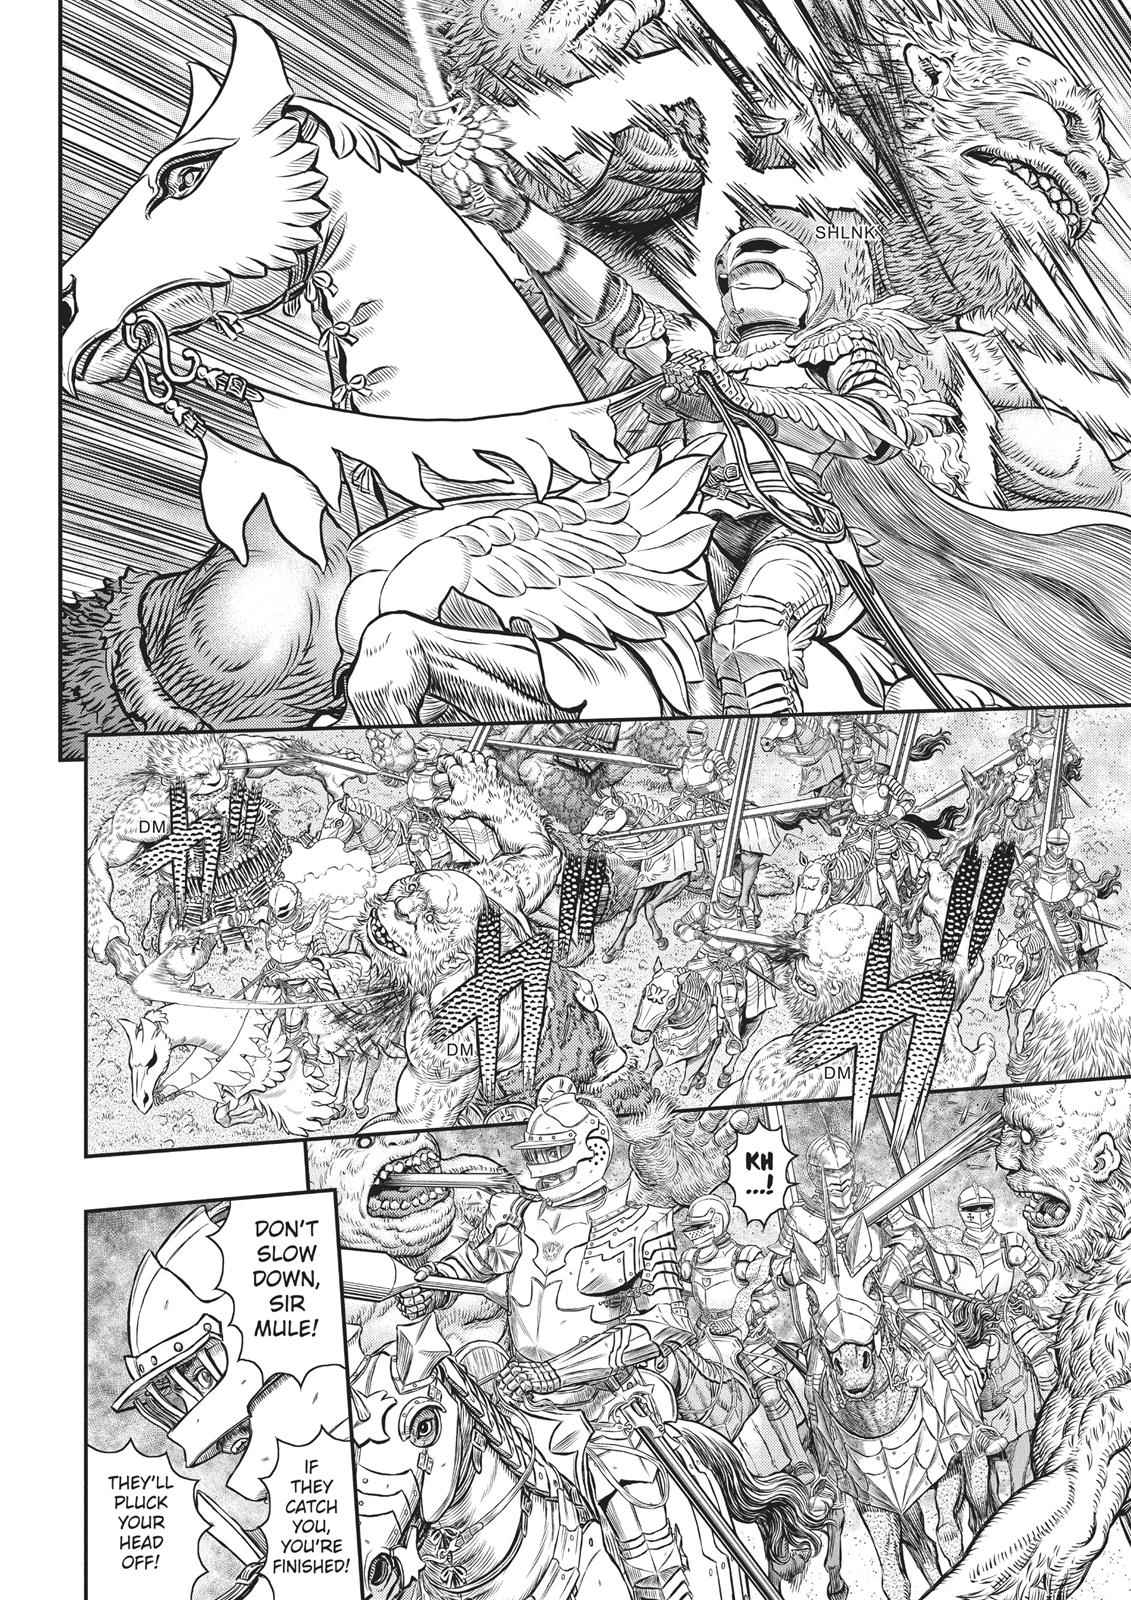 SHLNK
DM
DM
DM
KH
....!
DON'T
SLOW
DOWN,
SIR
MULE!
IF
THEY
CATCH
YOU,
YOU'RE
FINISHED!
THEY'LL
PLUCK
YOUR
HEAD
OFF!